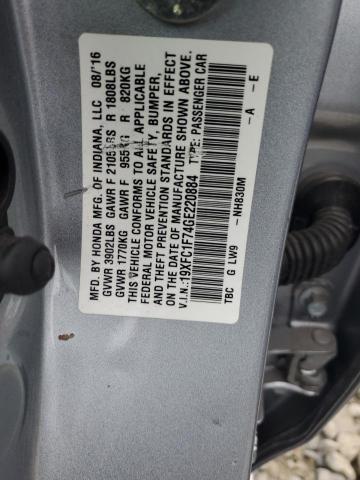 MFD. BY HONDA MFG. OF INDIANA, LLC 08/'16
GVWR 3902LBS GAWR F 2105LBS R 1808LBS
GVWR 1770KG GAWR F 955KG R 820KG
THIS VEHICLE CONFORMS TO ALL APPLICABLE
FEDERAL MOTOR VEHICLE SAFETY, BUMPER,
AND THEFT PREVENTION STANDARDS IN EFFECT
ON THE DATE OF MANUFACTURE SHOWN ABOVE.
V.I.N.:19XFC1F74GE220884 TYPE: PASSENGER CAR
TBC G LW9 –NH830M –A –E